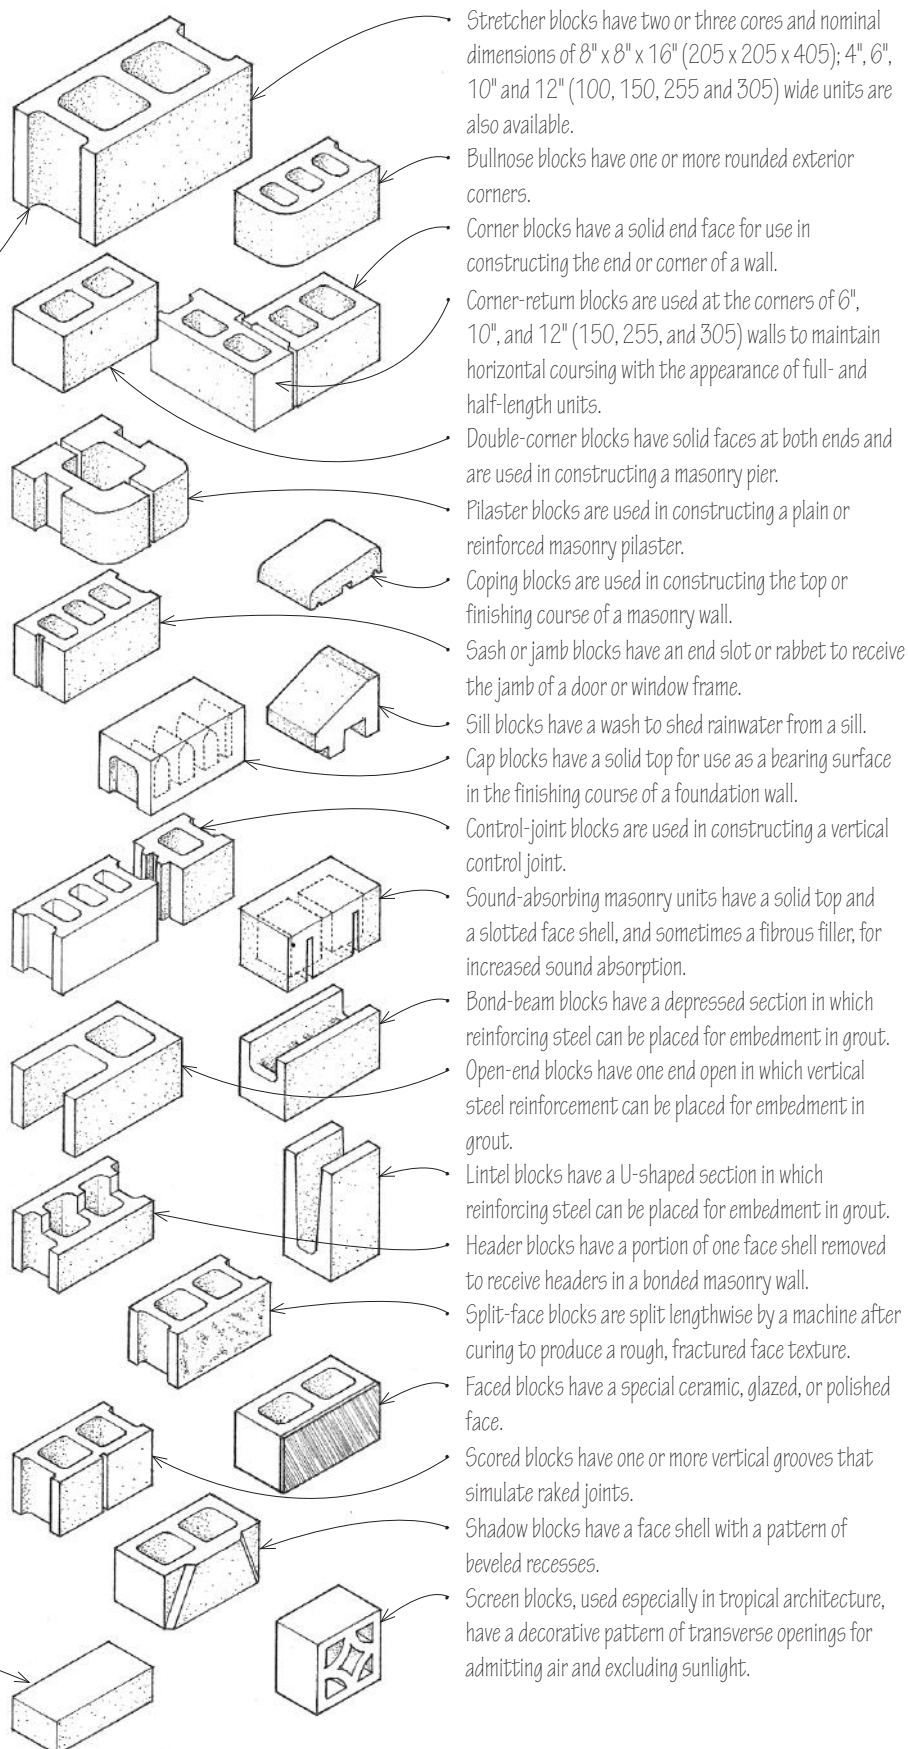 • Stretcher blocks have two or three cores and nominal
dimensions of 8" x 8" x 16" (205 x 205 x 405); 4", 6",
10" and 12" (100, 150, 255 and 305) wide units are
also available.
• Bullnose blocks have one or more rounded exterior
corners.
• Corner blocks have a solid end face for use in
constructing the end or corner of a wall.
• Corner-return blocks are used at the corners of 6",
10", and 12" (150, 255, and 305) walls to maintain
horizontal coursing with the appearance of full- and
half-length units.
• Double-corner blocks have solid faces at both ends and
are used in constructing a masonry pier.
• Pilaster blocks are used in constructing a plain or
reinforced masonry pilaster.
• Coping blocks are used in constructing the top or
finishing course of a masonry wall.
• Sash or jamb blocks have an end slot or rabbet to receive
the jamb of a door or window frame.
• Sill blocks have a wash to shed rainwater from a sill.
• Cap blocks have a solid top for use as a bearing surface
in the finishing course of a foundation wall.
• Control-joint blocks are used in constructing a vertical
control joint.
• Sound-absorbing masonry units have a solid top and
a slotted face shell, and sometimes a fibrous filler, for
increased sound absorption.
• Bond-beam blocks have a depressed section in which
reinforcing steel can be placed for embedment in grout.
• Open-end blocks have one end open in which vertical
steel reinforcement can be placed for embedment in
grout.
• Lintel blocks have a U-shaped section in which
reinforcing steel can be placed for embedment in grout.
• Header blocks have a portion of one face shell removed
to receive headers in a bonded masonry wall.
• Split-face blocks are split lengthwise by a machine after
curing to produce a rough, fractured face texture.
• Faced blocks have a special ceramic, glazed, or polished
face.
• Scored blocks have one or more vertical grooves that
simulate raked joints.
• Shadow blocks have a face shell with a pattern of
beveled recesses.
• Screen blocks, used especially in tropical architecture,
have a decorative pattern of transverse openings for
admitting air and excluding sunlight.